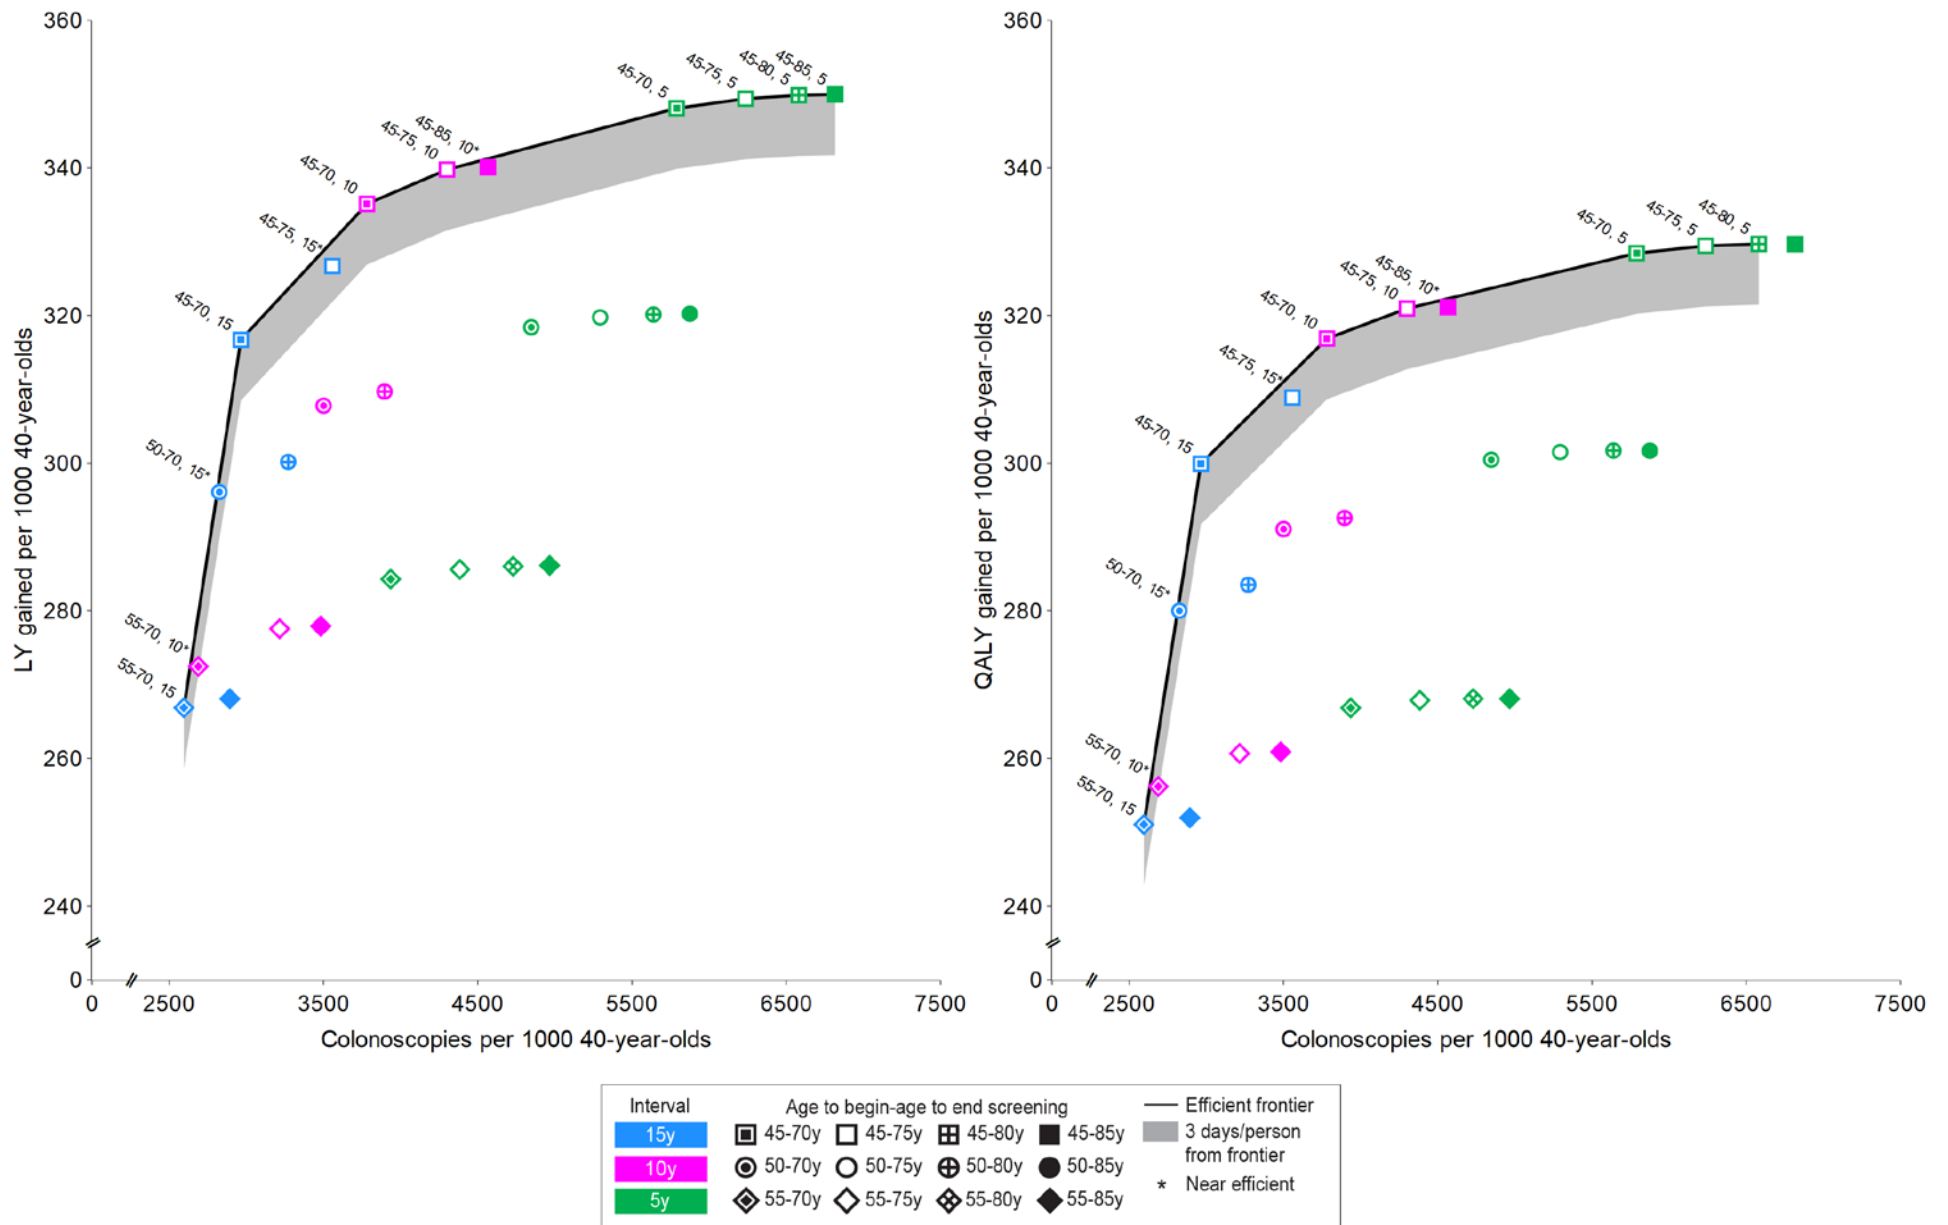 360
340
320
300
280
260
240
0
LY gained per 1000 40-year-olds
55-70, 15
55-70, 10*
50-70, 15*
45-70, 15
45-75, 15*
45-70, 10
45-75, 10
45-85, 10*
45-70, 5
45-75, 5
45-80, 5
45-85, 5
0 2500 3500 4500 5500 6500 7500
Colonoscopies per 1000 40-year-olds
360
340
320
300
280
260
240
0
QALY gained per 1000 40-year-olds
55-70, 15
55-70, 10*
50-70, 15*
45-70, 15
45-75, 15*
45-70, 10
45-75, 10
45-85, 10*
45-70, 5
45-75, 5
45-80, 5
0 2500 3500 4500 5500 6500 7500
Colonoscopies per 1000 40-year-olds
Interval
15y
10y
5y
Age to begin-age to end screening
45-70y 45-75y 45-80y 45-85y
50-70y 50-75y 50-80y 50-85y
55-70y 55-75y 55-80y 55-85y
Efficient frontier
3 days/person
from frontier
* Near efficient